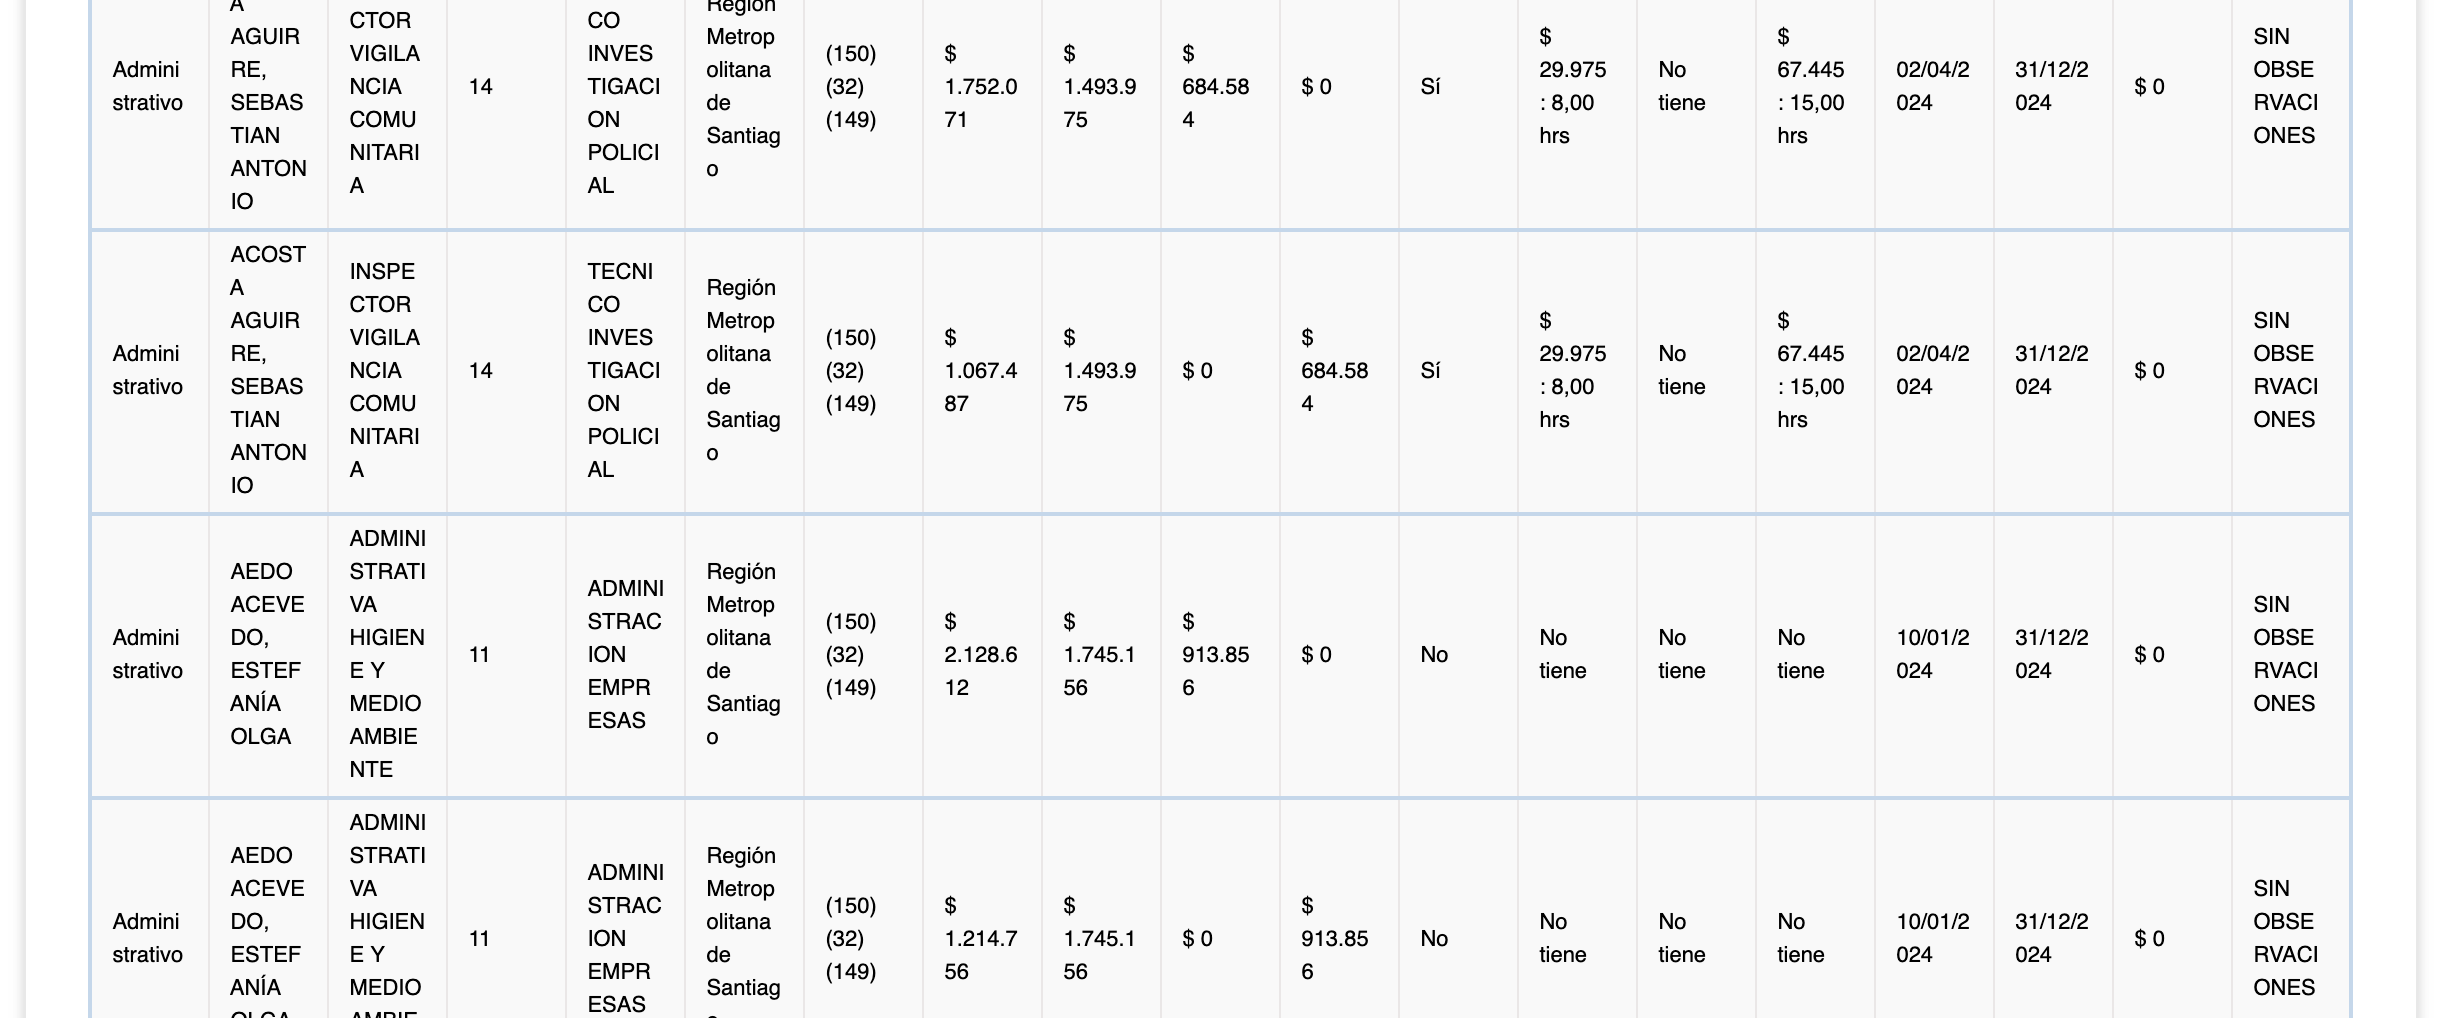 Administrativo
A AGUIRRE, SEBASTIAN ANTONIO
CTOR VIGILANCIA COMUNITARIA
14
CO INVESTIGACION POLICIAL
Región Metropolitana de Santiago
(150) (32) (149)
$ 1.752.071
$ 1.493.975
$ 684.584
$ 0
Sí
$ 29.975 : 8,00 hrs
No tiene
$ 67.445 : 15,00 hrs
02/04/2024
31/12/2024
$ 0
SIN OBSERVACIONES
Administrativo
ACOSTA AGUIRRE, SEBASTIAN ANTONIO
INSPECTOR VIGILANCIA COMUNITARIA
14
TECNICO INVESTIGACION POLICIAL
Región Metropolitana de Santiago
(150) (32) (149)
$ 1.067.487
$ 1.493.975
$ 0
$ 684.584
Sí
$ 29.975 : 8,00 hrs
No tiene
$ 67.445 : 15,00 hrs
02/04/2024
31/12/2024
$ 0
SIN OBSERVACIONES
Administrativo
AEDO ACEVEDO, ESTEFANÍA OLGA
ADMINISTRATIVA HIGIENE Y MEDIO AMBIENTE
11
ADMINISTRACION EMPRESAS
Región Metropolitana de Santiago
(150) (32) (149)
$ 2.128.612
$ 1.745.156
$ 913.856
$ 0
No
No tiene
No tiene
No tiene
10/01/2024
31/12/2024
$ 0
SIN OBSERVACIONES
Administrativo
AEDO ACEVEDO, ESTEFANÍA OLGA
ADMINISTRATIVA HIGIENE Y MEDIO AMBIE
11
ADMINISTRACION EMPRESAS
Región Metropolitana de Santiago
(150) (32) (149)
$ 1.214.756
$ 1.745.156
$ 0
$ 913.856
No
No tiene
No tiene
No tiene
10/01/2024
31/12/2024
$ 0
SIN OBSERVACIONES